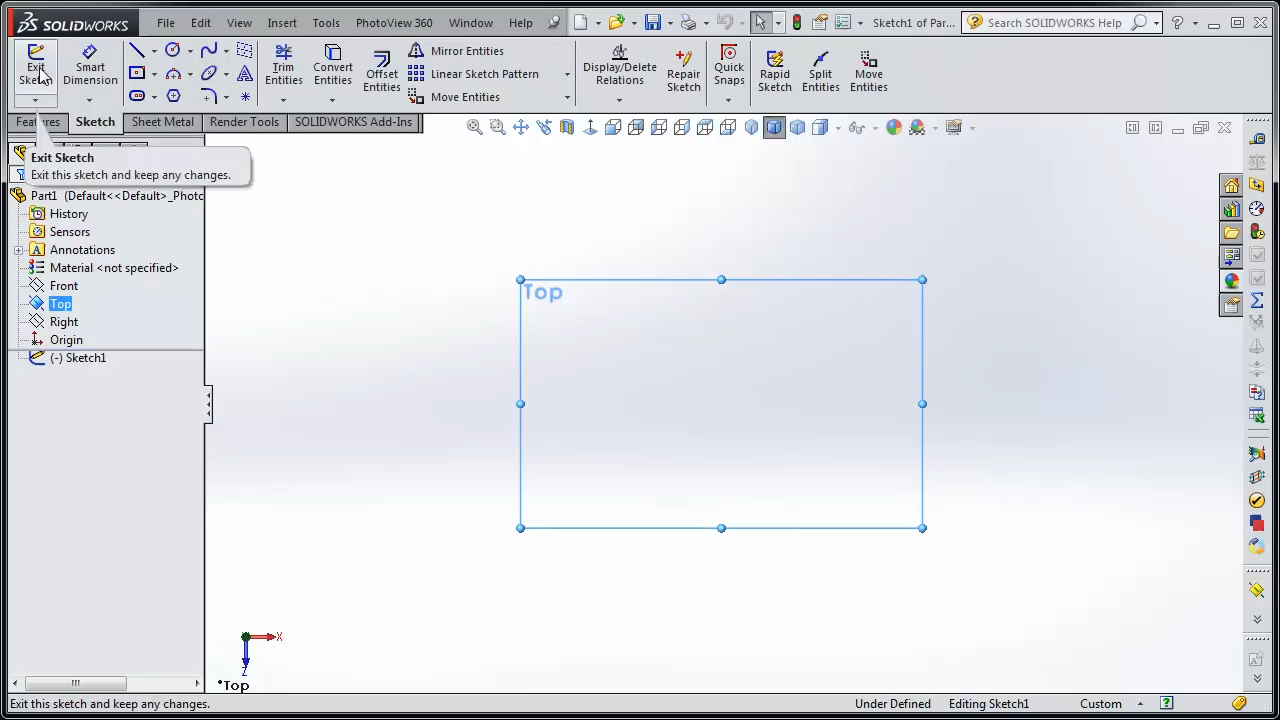 SOLIDWORKS File Edit View Insert Tools PhotoView 360 Window Help Sketch1 of Par... Search SOLIDWORKS Help
Exit Sketch
Smart Dimension
Trim Entities
Convert Entities
Offset Entities
Mirror Entities
Linear Sketch Pattern
Move Entities
Display/Delete Relations
Repair Sketch
Quick Snaps
Rapid Sketch
Split Entities
Move Entities
Features Sketch Sheet Metal Render Tools SOLIDWORKS Add-Ins
Exit Sketch
Exit this sketch and keep any changes.
Part1 (Default<<Default>_Photo
History
Sensors
Annotations
Material <not specified>
Front
Top
Right
Origin
(-) Sketch1
Top
X
Z
*Top
Exit this sketch and keep any changes. Under Defined Editing Sketch1 Custom